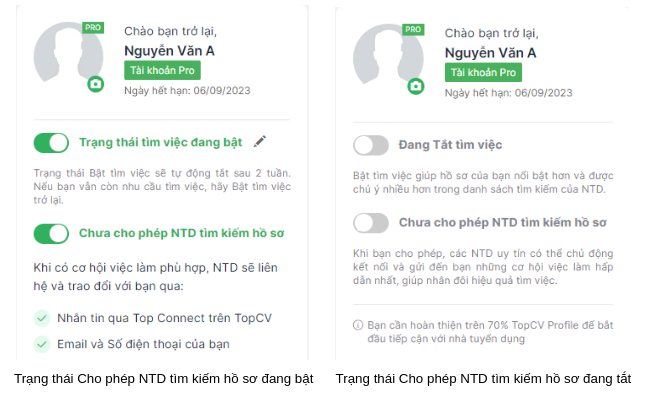 PRO
Chào bạn trở lại,
Nguyễn Văn A
Tài khoản Pro
Ngày hết hạn: 06/09/2023
Trạng thái tìm việc đang bật
Trạng thái Bật tìm việc sẽ tự động tắt sau 2 tuần.
Nếu bạn vẫn còn nhu cầu tìm việc, hãy Bật tìm việc
trở lại.
Chưa cho phép NTD tìm kiếm hồ sơ
Khi có cơ hội việc làm phù hợp, NTD sẽ liên
hệ và trao đổi với bạn qua:
Nhắn tin qua Top Connect trên TopCV
Email và Số điện thoại của bạn
Trạng thái Cho phép NTD tìm kiếm hồ sơ đang bật
PRO
Chào bạn trở lại,
Nguyễn Văn A
Tài khoản Pro
Ngày hết hạn: 06/09/2023
Đang Tắt tìm việc
Bật tìm việc giúp hồ sơ của bạn nổi bật hơn và được
chú ý nhiều hơn trong danh sách tìm kiếm của NTD.
Chưa cho phép NTD tìm kiếm hồ sơ
Khi bạn cho phép, các NTD uy tín có thể chủ động
kết nối và gửi đến bạn những cơ hội việc làm hấp
dẫn nhất, giúp nhân đôi hiệu quả tìm việc.
Bạn cần hoàn thiện trên 70% TopCV Profile để bắt
đầu tiếp cận với nhà tuyển dụng
Trạng thái Cho phép NTD tìm kiếm hồ sơ đang tắt